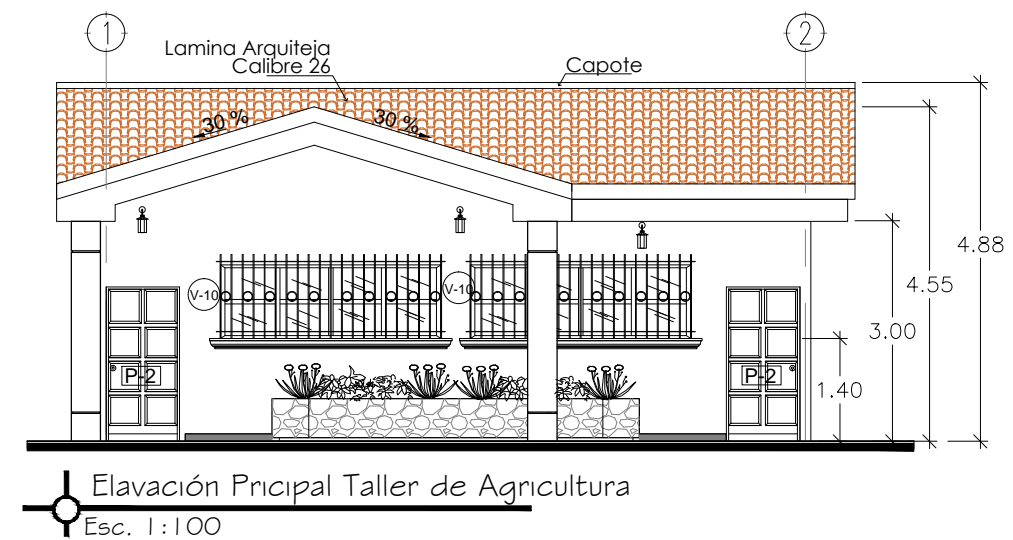 1
2
Lamina Arquiteja
Calibre 26
Capote
30 %
30 %
4.88
4.55
3.00
1.40
V-10
V-10
P-2
P-2
Elavación Pricipal Taller de Agricultura
Esc. 1:100